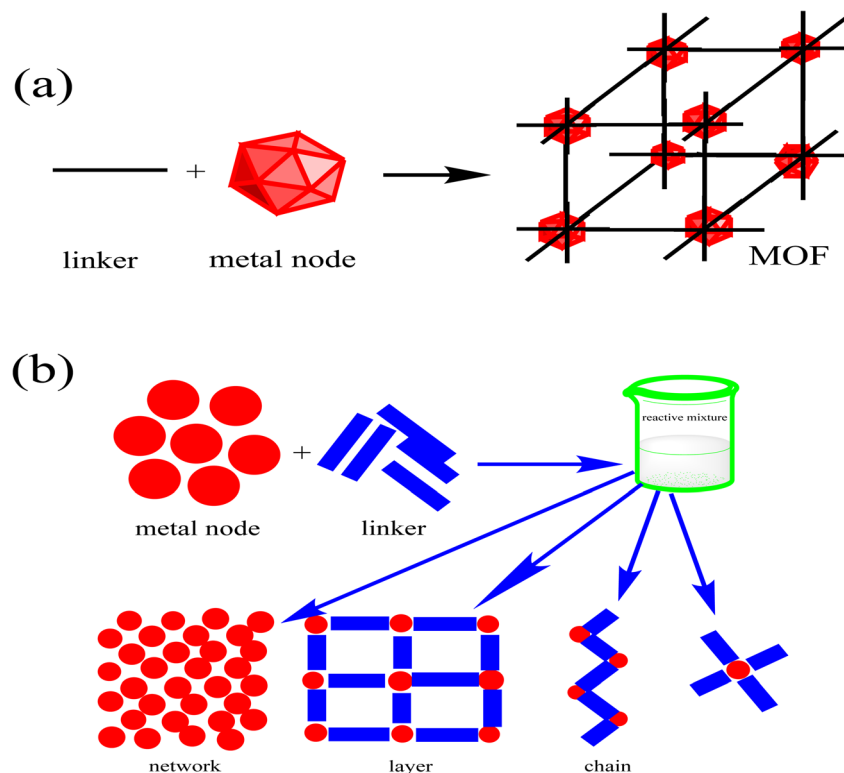 (a)
+
linker
metal node
MOF
(b)
reactive mixture
+
metal node
linker
network
layer
chain